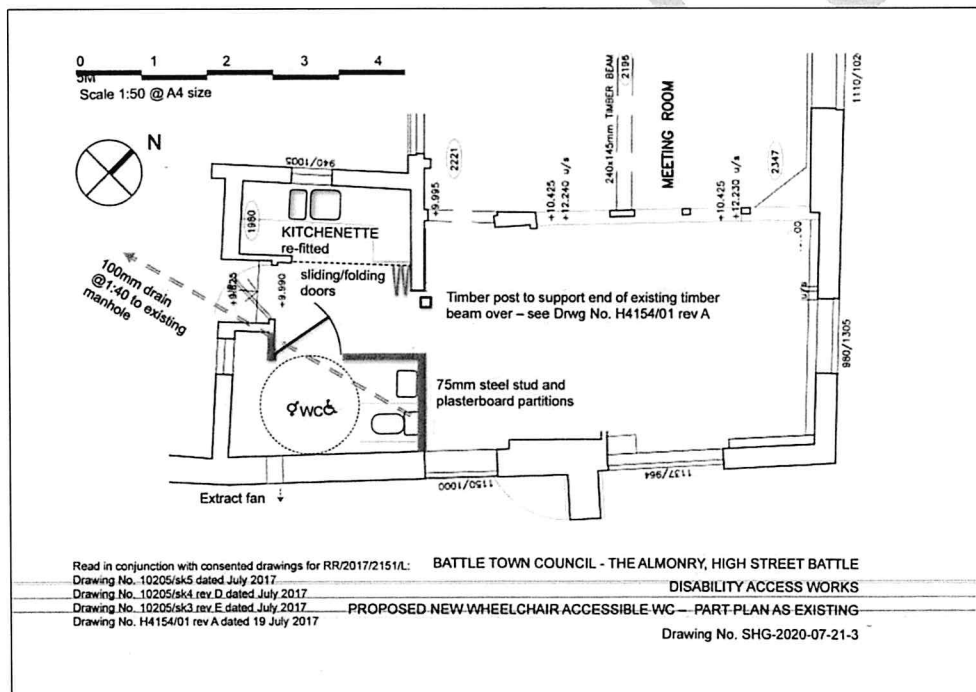 0 1 2 3 4
5M
Scale 1:50 @ A4 size
N
940/1005
2221
+9.995
240x145mm TIMBER BEAM
2195
MEETING ROOM
+10.425
+12.240 u/s
+10.425
+12.230 u/s
2347
1110/1020
1980
KITCHENETTE
re-fitted
sliding/folding
doors
100mm drain
@1:40 to existing
manhole
+9.990
Timber post to support end of existing timber
beam over – see Drwg No. H4154/01 rev A
u/s
980/1305
75mm steel stud and
plasterboard partitions
WC
1150/1000
1137/964
Extract fan
Read in conjunction with consented drawings for RR/2017/2151/L:
Drawing No. 10205/sk5 dated July 2017
Drawing No. 10205/sk4 rev D dated July 2017
Drawing No. 10205/sk3 rev E dated July 2017
Drawing No. H4154/01 rev A dated 19 July 2017
BATTLE TOWN COUNCIL - THE ALMONRY, HIGH STREET BATTLE
DISABILITY ACCESS WORKS
PROPOSED NEW WHEELCHAIR ACCESSIBLE WC – PART PLAN AS EXISTING
Drawing No. SHG-2020-07-21-3